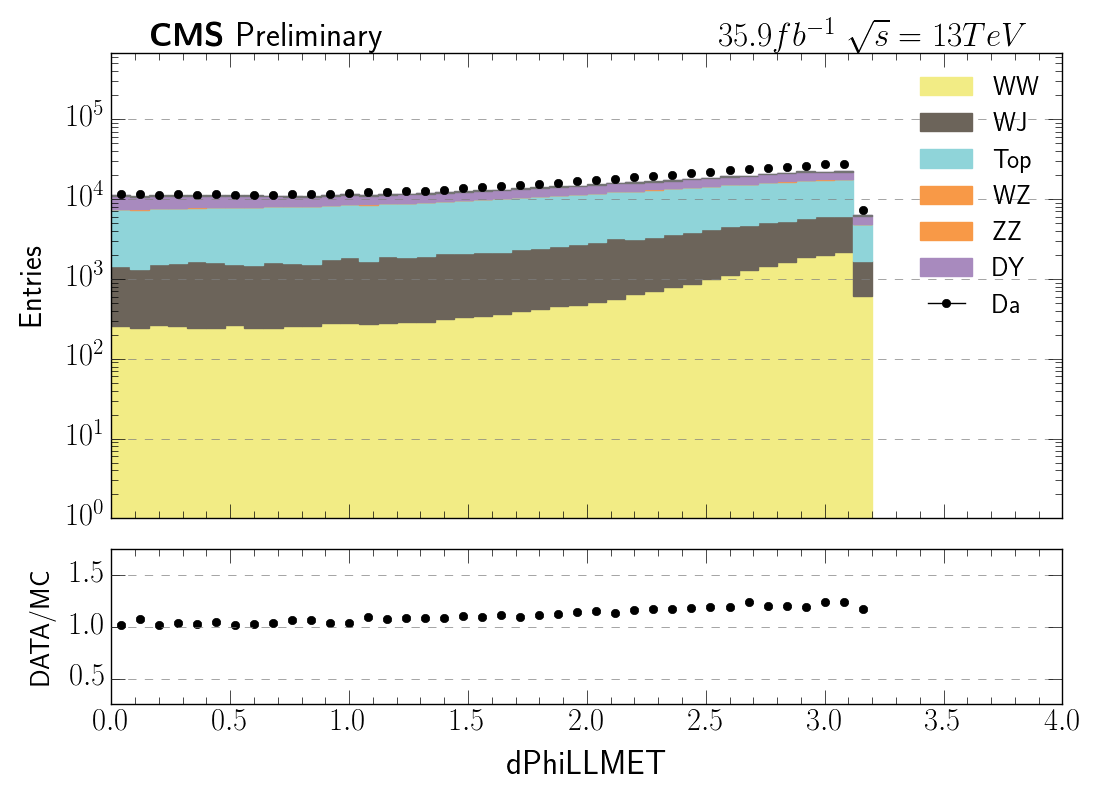 CMS Preliminary 35.9fb⁻¹ √s = 13TeV
Entries
10⁵
10⁴
10³
10²
10¹
10⁰
WW
WJ
Top
WZ
ZZ
DY
Da
DATA/MC
1.5
1.0
0.5
0.0 0.5 1.0 1.5 2.0 2.5 3.0 3.5 4.0
dPhiLLMET